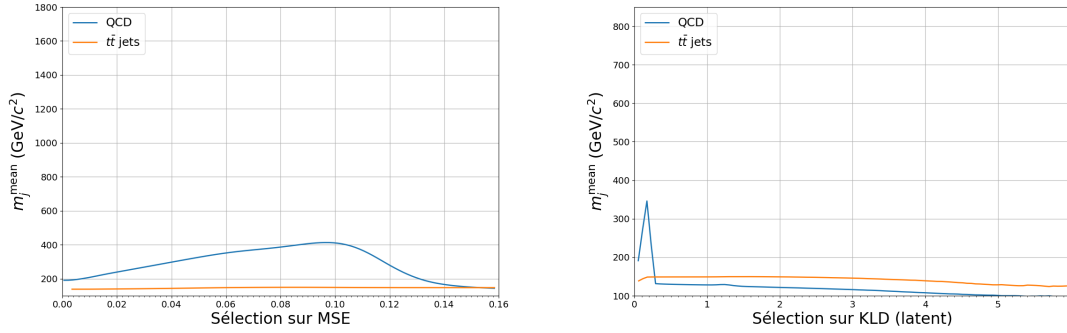 1800
1600
1400
1200
1000
800
600
400
200
m_j^mean (GeV/c²)
QCD
tt̄ jets
0.00 0.02 0.04 0.06 0.08 0.10 0.12 0.14 0.16
Sélection sur MSE
800
700
600
500
400
300
200
100
m_j^mean (GeV/c²)
QCD
tt̄ jets
0 1 2 3 4 5
Sélection sur KLD (latent)